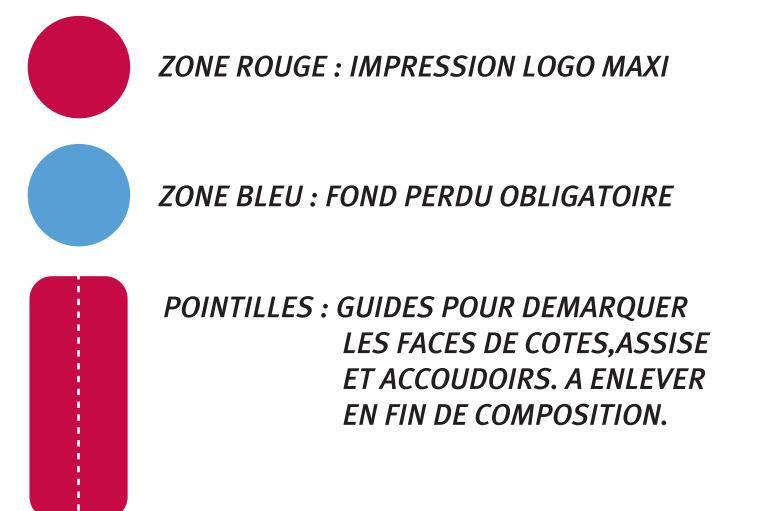 ZONE ROUGE : IMPRESSION LOGO MAXI
ZONE BLEU : FOND PERDU OBLIGATOIRE
POINTILLES : GUIDES POUR DEMARQUER
LES FACES DE COTES,ASSISE
ET ACCOUDOIRS. A ENLEVER
EN FIN DE COMPOSITION.